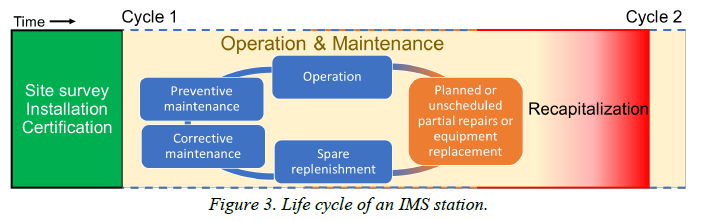 Time
Cycle 1
Cycle 2
Operation & Maintenance
Site survey
Installation
Certification
Preventive
maintenance
Operation
Planned or
unscheduled
partial repairs or
equipment
replacement
Recapitalization
Corrective
maintenance
Spare
replenishment
Figure 3. Life cycle of an IMS station.